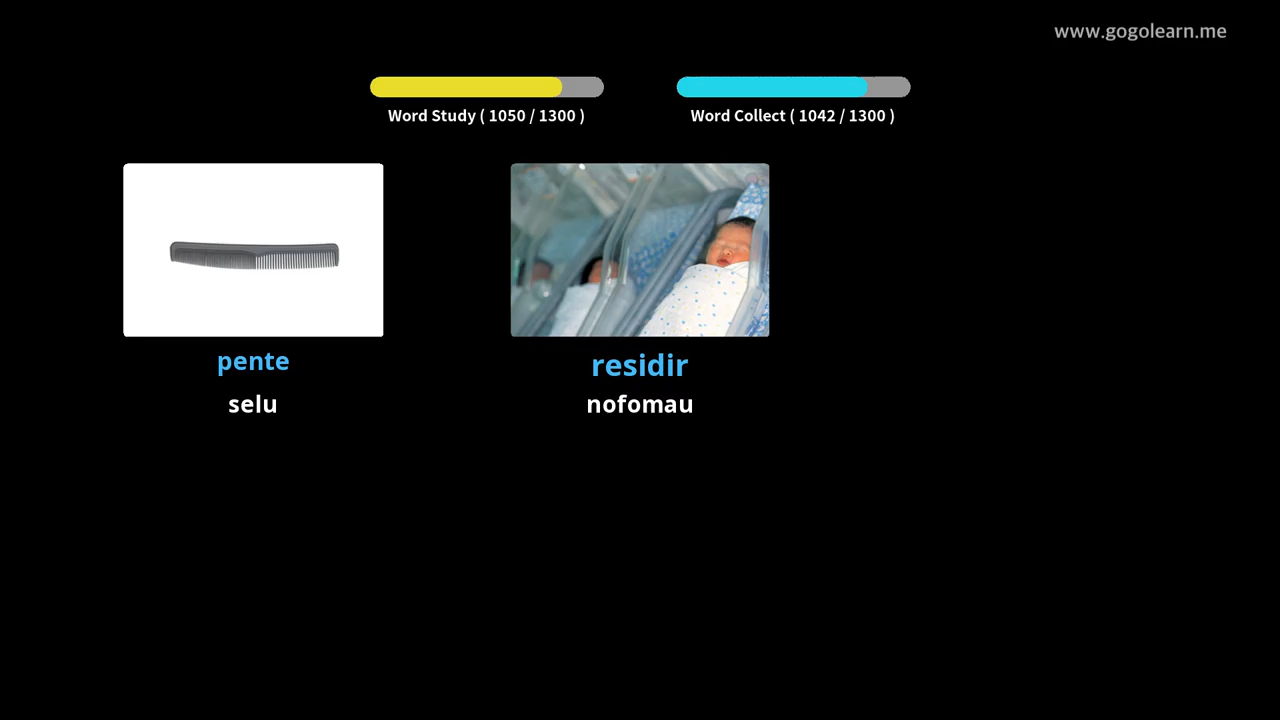 www.gogolearn.me
Word Study ( 1050 / 1300 )
Word Collect ( 1042 / 1300 )
pente
selu
residir
nofomau